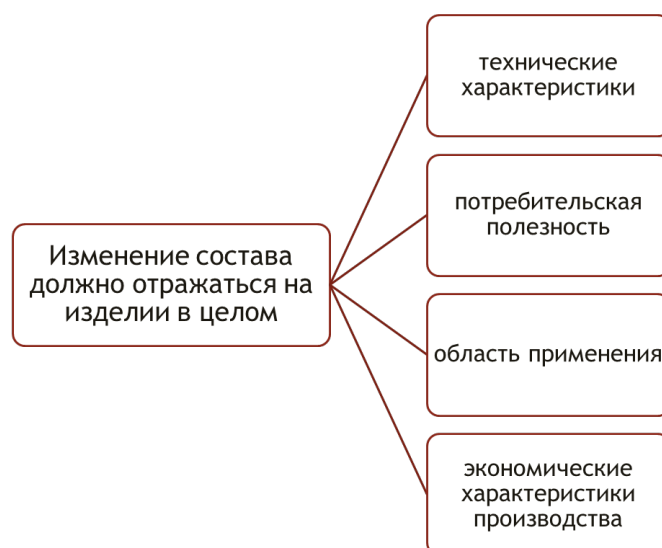 технические
характеристики
потребительская
полезность
Изменение состава
должно отражаться на
изделии в целом
область применения
экономические
характеристики
производства